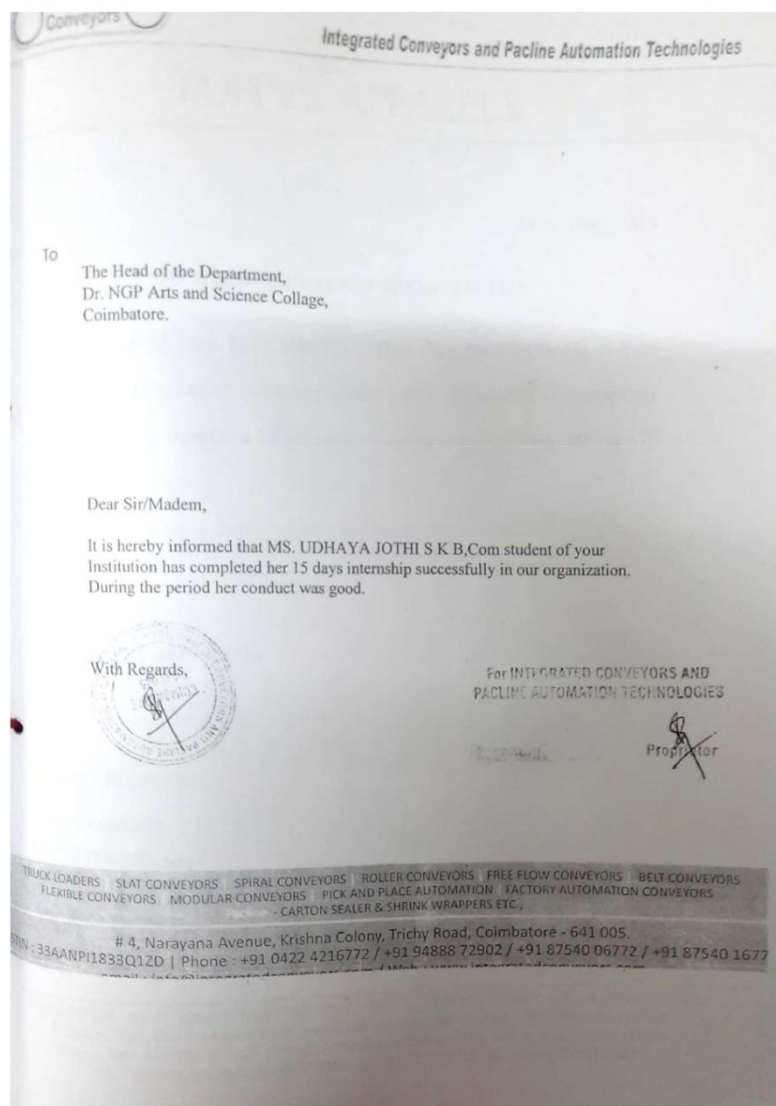 Conveyors
Integrated Conveyors and Pacline Automation Technologies
To
The Head of the Department,
Dr. NGP Arts and Science Collage,
Coimbatore.
Dear Sir/Madem,
It is hereby informed that MS. UDHAYA JOTHI S K B,Com student of your
Institution has completed her 15 days internship successfully in our organization.
During the period her conduct was good.
With Regards,
For INTEGRATED CONVEYORS AND
PACLINE AUTOMATION TECHNOLOGIES
Proprietor
TRUCK LOADERS SLAT CONVEYORS SPIRAL CONVEYORS ROLLER CONVEYORS FREE FLOW CONVEYORS BELT CONVEYORS
FLEXIBLE CONVEYORS MODULAR CONVEYORS PICK AND PLACE AUTOMATION FACTORY AUTOMATION CONVEYORS
Pacline - CARTON SEALER & SHRINK WRAPPERS ETC.,
# 4, Narayana Avenue, Krishna Colony, Trichy Road, Coimbatore - 641 005.
: 33AANPI1833Q1ZD | Phone : +91 0422 4216772 / +91 94888 72902 / +91 87540 06772 / +91 87540 1677